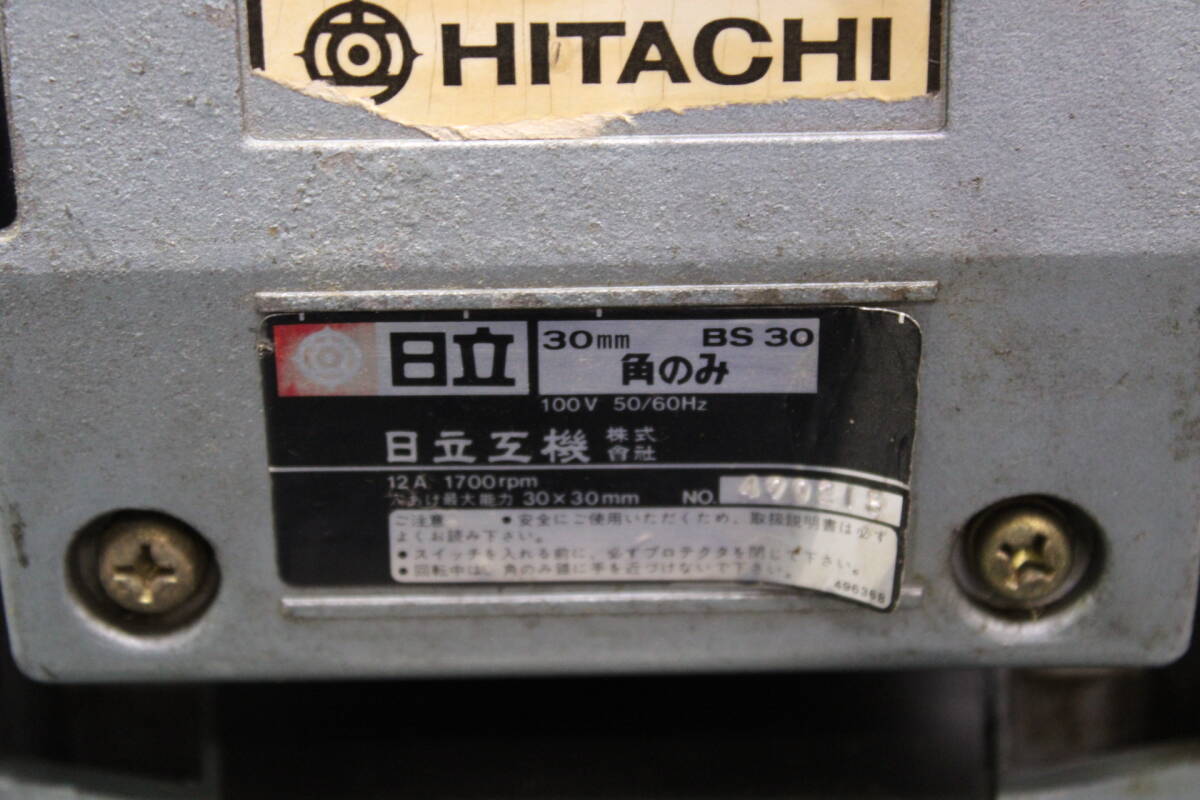 HITACHI
日立 30mm BS 30
角のみ
100V 50/60Hz
日立工機 株式会社
12A 1700rpm
穴あけ最大能力 30×30mm NO.
ご注意 ●安全にご使用いただくため、取扱説明書は必ず
よくお読み下さい。
●スイッチを入れる前に、必ずプロテクタを閉じて下さい。
●回転中は、角のみ錐に手を近づけないで下さい。
496368